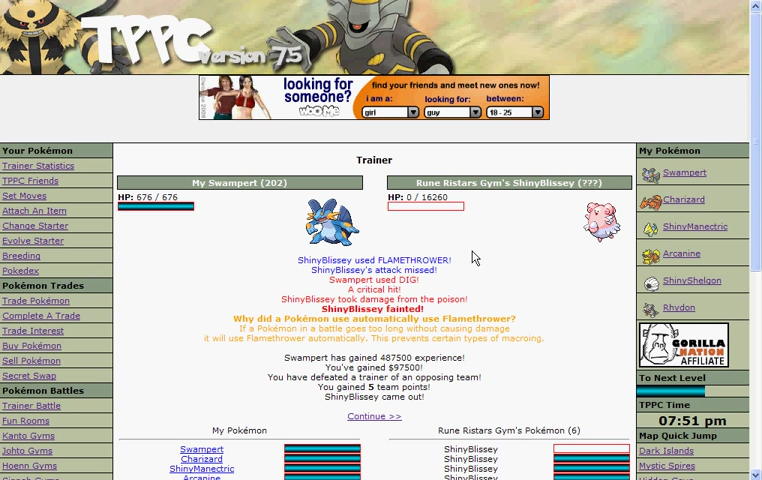 TPPC version 7.5
looking for someone?
WooMe
find your friends and meet new ones now!
i am a: looking for: between:
girl guy 18 - 25
Your Pokémon
Trainer Statistics
TPPC Friends
Set Moves
Attach An Item
Change Starter
Evolve Starter
Breeding
Pokedex
Pokémon Trades
Trade Pokémon
Complete A Trade
Trade Interest
Buy Pokémon
Sell Pokémon
Secret Swap
Pokémon Battles
Trainer Battle
Fun Rooms
Kanto Gyms
Johto Gyms
Hoenn Gyms
Trainer
My Swampert (202)
HP: 676 / 676
Rune Ristars Gym's ShinyBlissey (???)
HP: 0 / 16260
ShinyBlissey used FLAMETHROWER!
ShinyBlissey's attack missed!
Swampert used DIG!
A critical hit!
ShinyBlissey took damage from the poison!
ShinyBlissey fainted!
Why did a Pokémon use automatically use Flamethrower?
If a Pokémon in a battle goes too long without causing damage
it will use Flamethrower automatically. This prevents certain types of macroing.
Swampert has gained 487500 experience!
You've gained $97500!
You have defeated a trainer of an opposing team!
You gained 5 team points!
ShinyBlissey came out!
Continue >>
My Pokémon
Swampert
Charizard
ShinyManectric
Arcanine
Rune Ristars Gym's Pokémon (6)
ShinyBlissey
ShinyBlissey
ShinyBlissey
ShinyBlissey
My Pokémon
Swampert
Charizard
ShinyManectric
Arcanine
ShinyShelgon
Rhydon
GORILLA
NATION
AFFILIATE
To Next Level
TPPC Time
07:51 pm
Map Quick Jump
Dark Islands
Mystic Spires